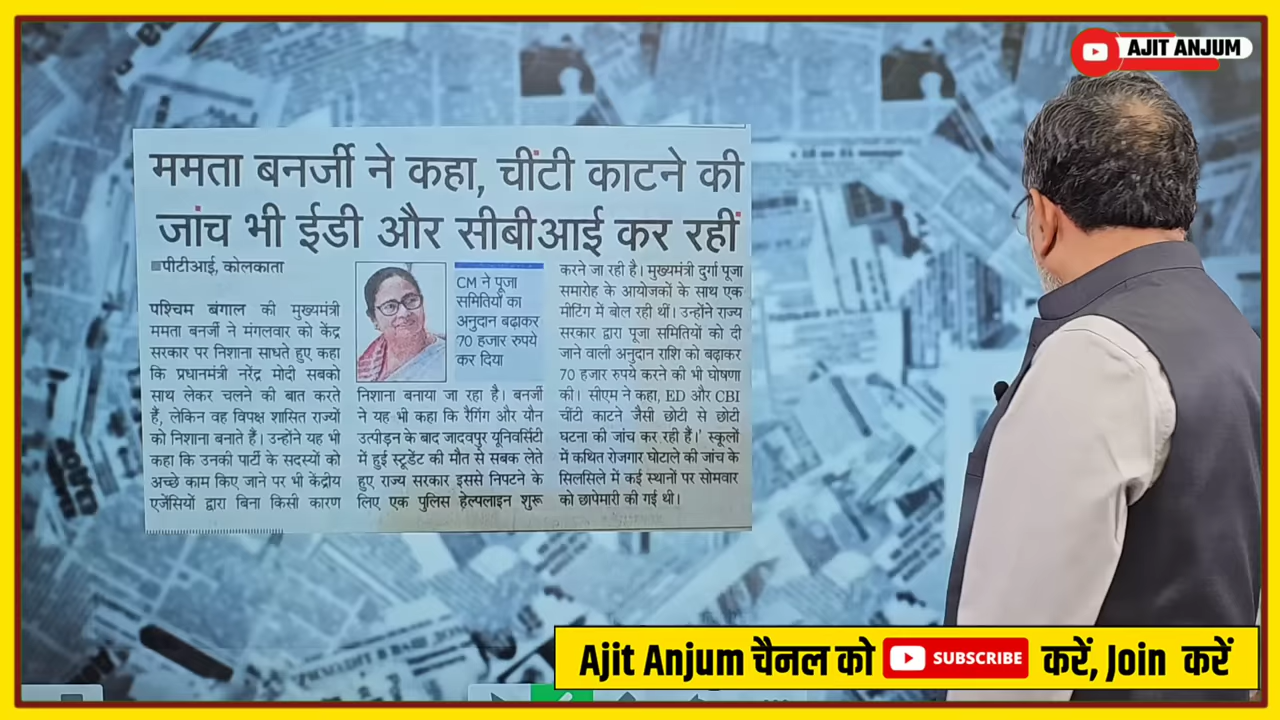 AJIT ANJUM
ममता बनर्जी ने कहा, चींटी काटने की
जांच भी ईडी और सीबीआई कर रहीं
पीटीआई, कोलकाता
पश्चिम बंगाल की मुख्यमंत्री
ममता बनर्जी ने मंगलवार को केंद्र
सरकार पर निशाना साधते हुए कहा
कि प्रधानमंत्री नरेंद्र मोदी सबको
साथ लेकर चलने की बात करते
हैं, लेकिन वह विपक्ष शासित राज्यों
को निशाना बनाते हैं। उन्होंने यह भी
कहा कि उनकी पार्टी के सदस्यों को
अच्छे काम किए जाने पर भी केंद्रीय
एजेंसियों द्वारा बिना किसी कारण
CM ने पूजा
समितियों का
अनुदान बढ़ाकर
70 हजार रुपये
कर दिया
निशाना बनाया जा रहा है। बनर्जी
ने यह भी कहा कि रैगिंग और यौन
उत्पीड़न के बाद जादवपुर यूनिवर्सिटी
में हुई स्टूडेंट की मौत से सबक लेते
हुए राज्य सरकार इससे निपटने के
लिए एक पुलिस हेल्पलाइन शुरू
करने जा रही है। मुख्यमंत्री दुर्गा पूजा
समारोह के आयोजकों के साथ एक
मीटिंग में बोल रही थीं। उन्होंने राज्य
सरकार द्वारा पूजा समितियों को दी
जाने वाली अनुदान राशि को बढ़ाकर
70 हजार रुपये करने की भी घोषणा
की। सीएम ने कहा, ED और CBI
चींटी काटने जैसी छोटी से छोटी
घटना की जांच कर रही हैं।' स्कूलों
में कथित रोजगार घोटाले की जांच के
सिलसिले में कई स्थानों पर सोमवार
को छापेमारी की गई थी।
Ajit Anjum चैनल को SUBSCRIBE करें, Join करें